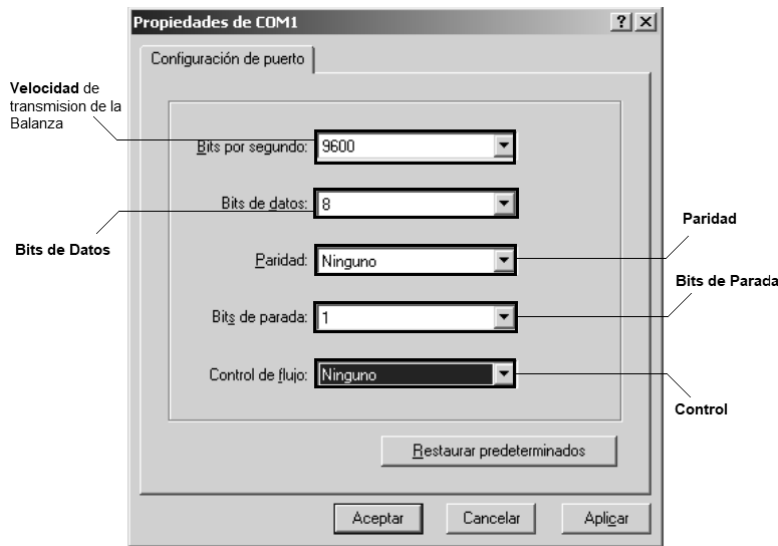 Propiedades de COM1
Configuración de puerto
Velocidad de
transmision de la
Balanza
Bits por segundo: 9600
Bits de datos: 8
Bits de Datos
Paridad: Ninguno
Paridad
Bits de parada: 1
Bits de Parada
Control de flujo: Ninguno
Control
Restaurar predeterminados
Aceptar Cancelar Aplicar